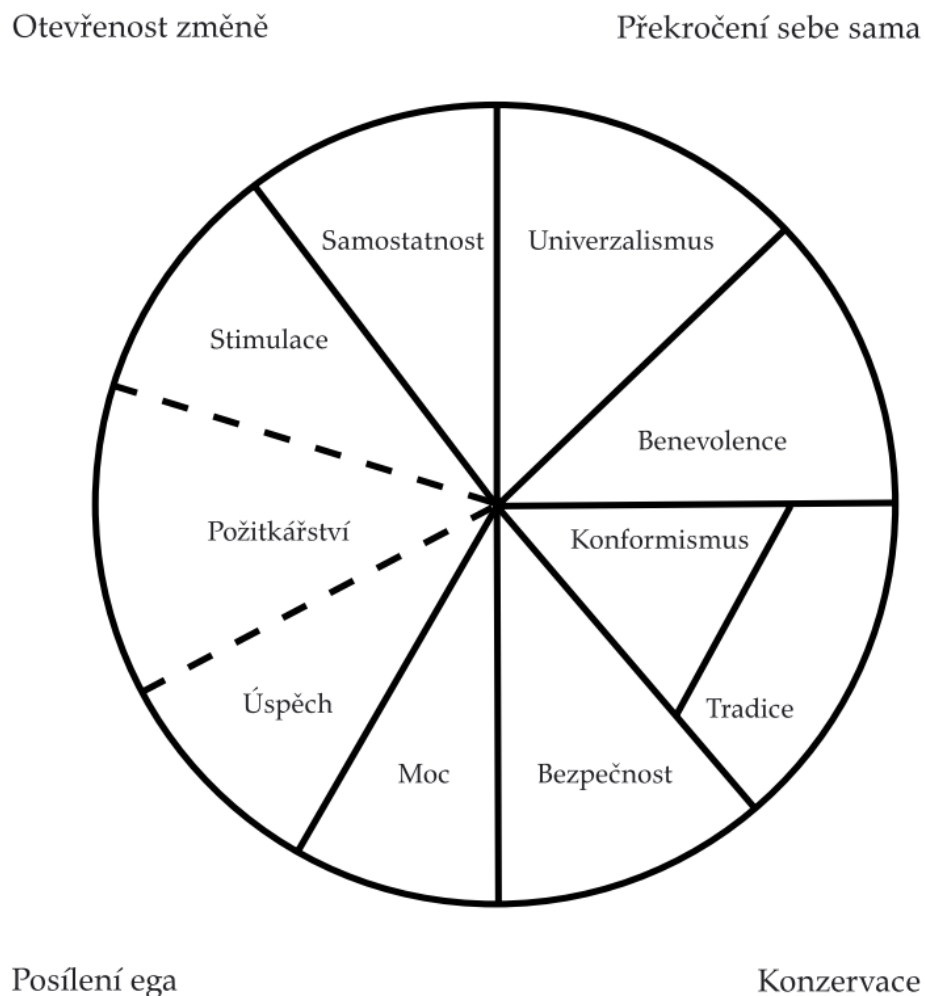 Otevřenost změně
Překročení sebe sama
Samostatnost
Univerzalismus
Stimulace
Benevolence
Požitkářství
Konformismus
Úspěch
Tradice
Moc
Bezpečnost
Posílení ega
Konzervace